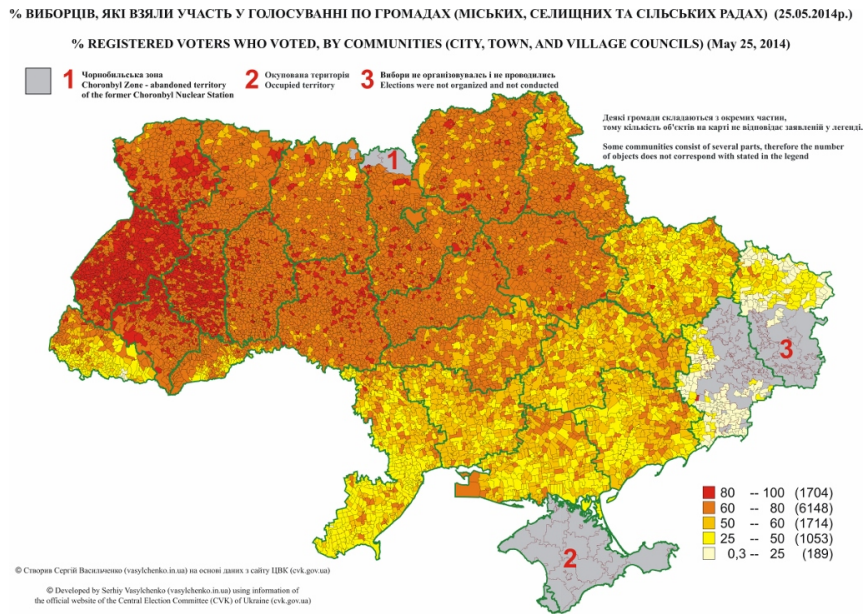 % ВИБОРЦІВ, ЯКІ ВЗЯЛИ УЧАСТЬ У ГОЛОСУВАННІ ПО ГРОМАДАХ (МІСЬКИХ, СЕЛИЩНИХ ТА СІЛЬСЬКИХ РАДАХ) (25.05.2014р.)
% REGISTERED VOTERS WHO VOTED, BY COMMUNITIES (CITY, TOWN, AND VILLAGE COUNCILS) (May 25, 2014)
1 Чорнобильська зона
Choronbyl Zone - abandoned territory
of the former Choronbyl Nuclear Station
2 Окупована територія
Occupied territory
3 Вибори не організовувалсь і не проводились
Elections were not organized and not conducted
Деякі громади складаються з окремих частин,
тому кількість об'єктів на карті не відповідає заявленій у легенді.
Some communities consist of several parts, therefore the number
of objects does not correspond with stated in the legend
1
3
2
80 -- 100 (1704)
60 -- 80 (6148)
50 -- 60 (1714)
25 -- 50 (1053)
0,3 -- 25 (189)
© Створив Сергій Васильченко (vasylchenko.in.ua) на основі даних з сайту ЦВК (cvk.gov.ua)
© Developed by Serhiy Vasylchenko (vasylchenko.in.ua) using information of
the official website of the Central Election Committee (CVK) of Ukraine (cvk.gov.ua)